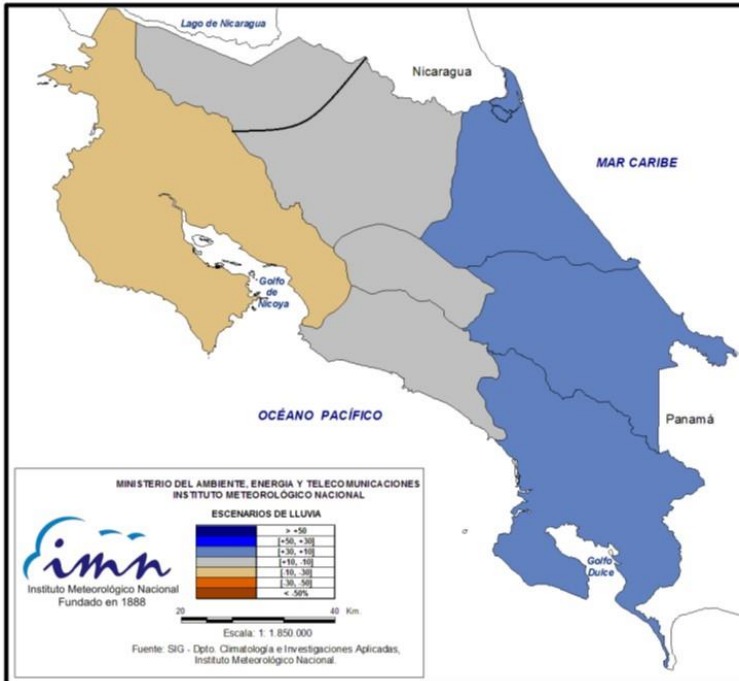 Lago de Nicaragua
Nicaragua
MAR CARIBE
Golfo
de
Nicoya
OCÉANO PACÍFICO
Panamá
Golfo
Dulce
MINISTERIO DEL AMBIENTE, ENERGIA Y TELECOMUNICACIONES
INSTITUTO METEOROLÓGICO NACIONAL
ESCENARIOS DE LLUVIA
> +50
[+50, +30]
[+30, +10]
[+10, -10]
[-10, -30]
[-30, -50]
< -50%
imn
Instituto Meteorológico Nacional
Fundado en 1888
20 0 40 Km.
Escala: 1: 1.850.000
Fuente: SIG - Dpto. Climatología e Investigaciones Aplicadas,
Instituto Meteorológico Nacional.